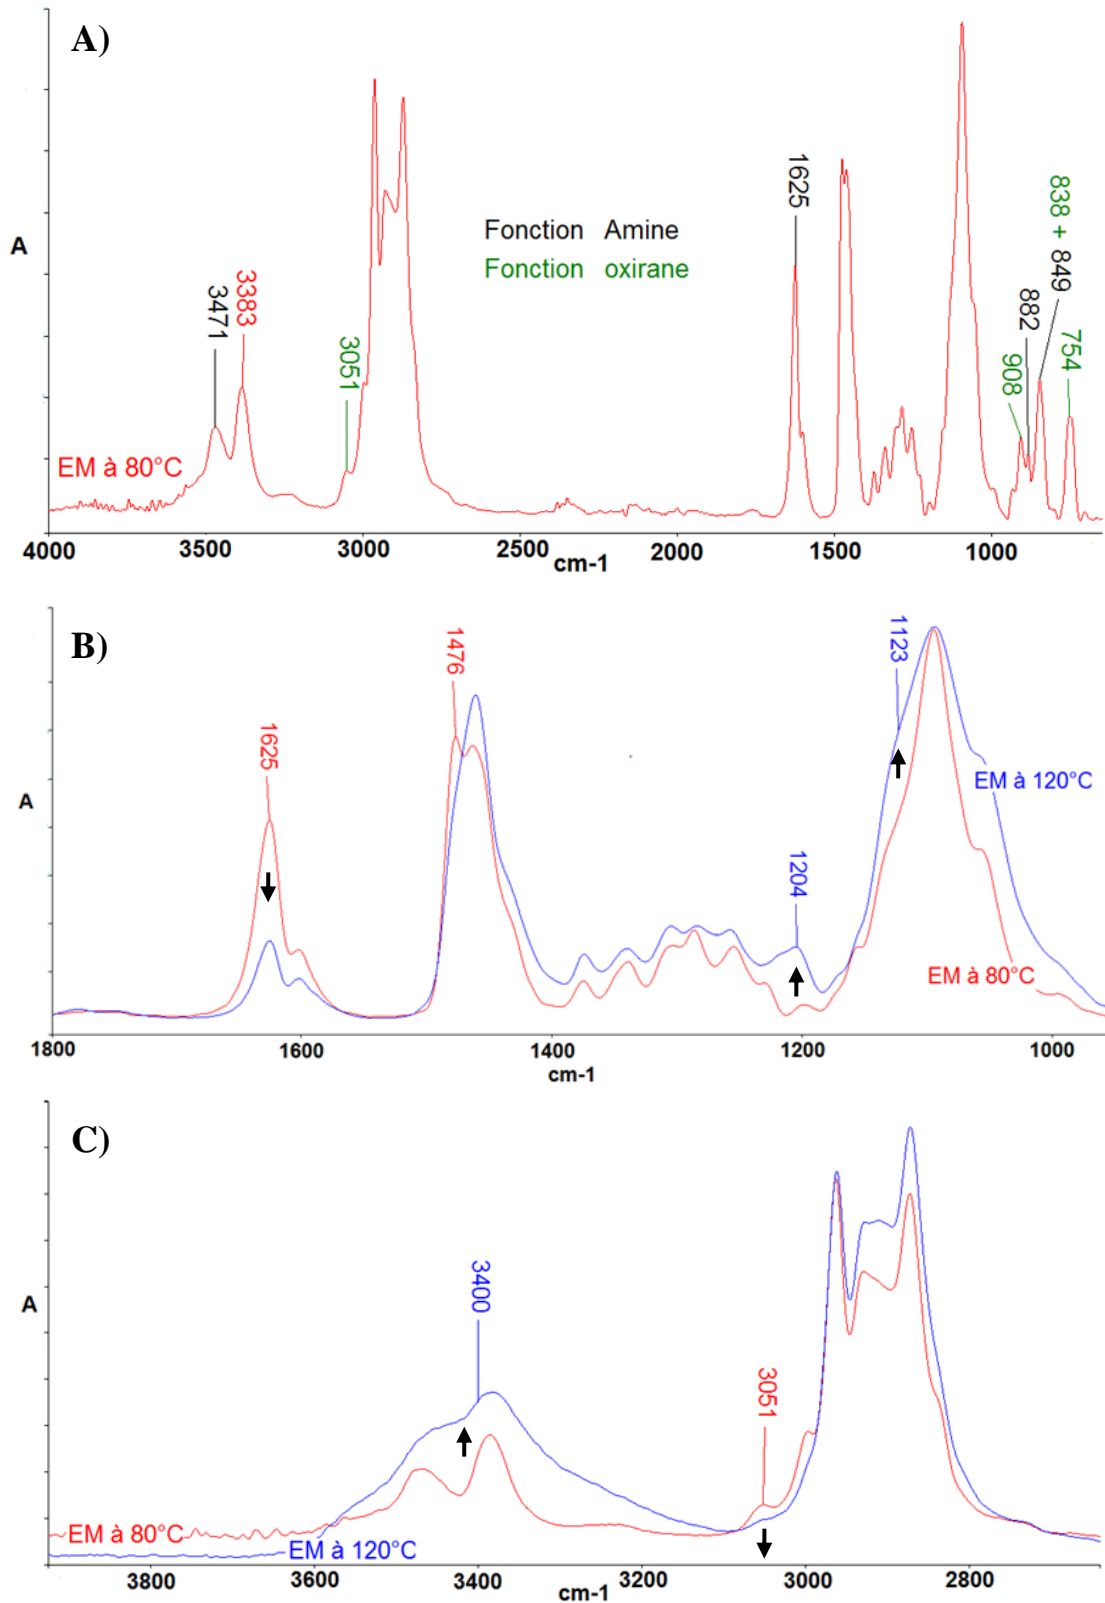 A)
A
3471
3383
3051
Fonction Amine
Fonction oxirane
1625
908
882
838 + 849
754
EM à 80°C
4000 3500 3000 2500 2000 1500 1000
cm-1
B)
A
1625
1476
1204
1123
EM à 120°C
EM à 80°C
1800 1600 1400 1200 1000
cm-1
C)
A
3400
3051
EM à 80°C
EM à 120°C
3800 3600 3400 3200 3000 2800
cm-1